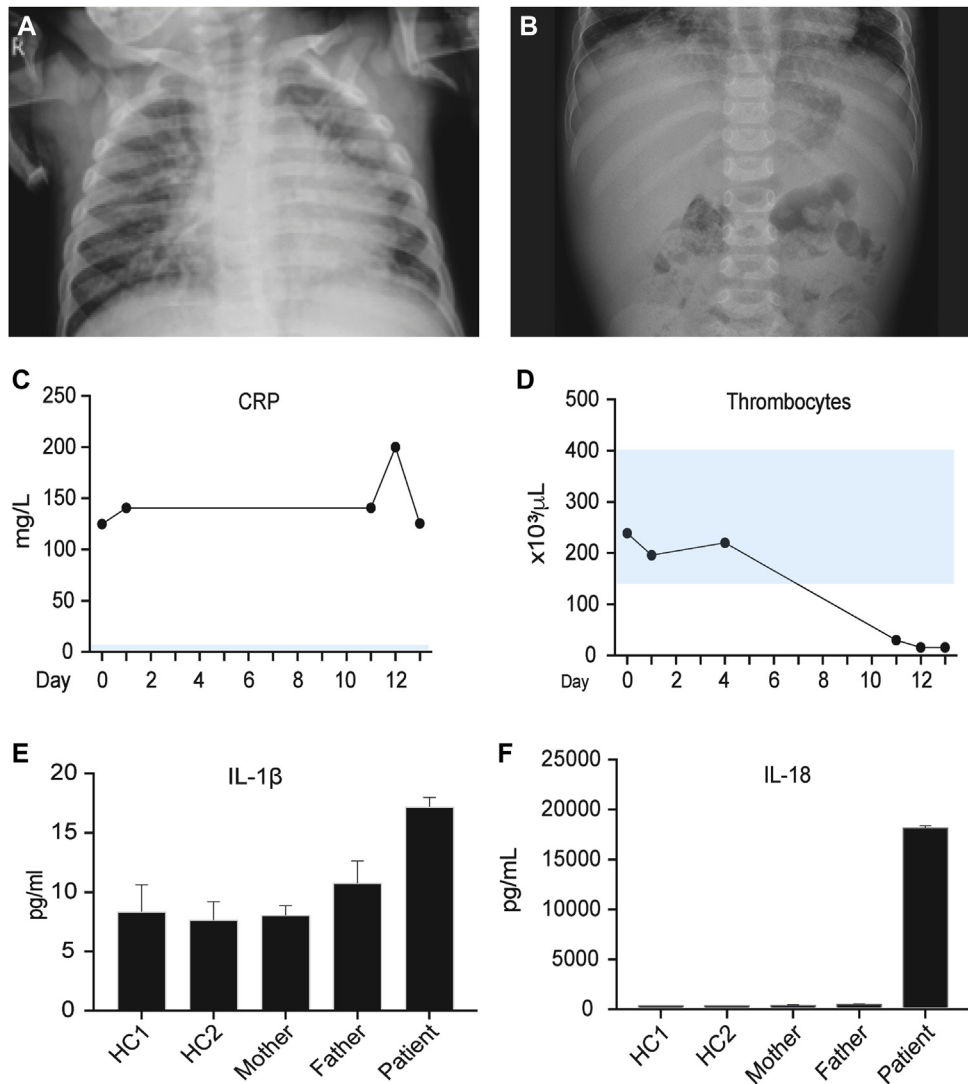 A
R
B
C
CRP
250
200
150
100
50
0
mg/L
Day
0 2 4 6 8 10 12
D
Thrombocytes
500
400
300
200
100
0
x10³/µL
Day
0 2 4 6 8 10 12
E
IL-1β
20
15
10
5
0
pg/ml
HC1 HC2 Mother Father Patient
F
IL-18
25000
20000
15000
10000
5000
0
pg/mL
HC1 HC2 Mother Father Patient